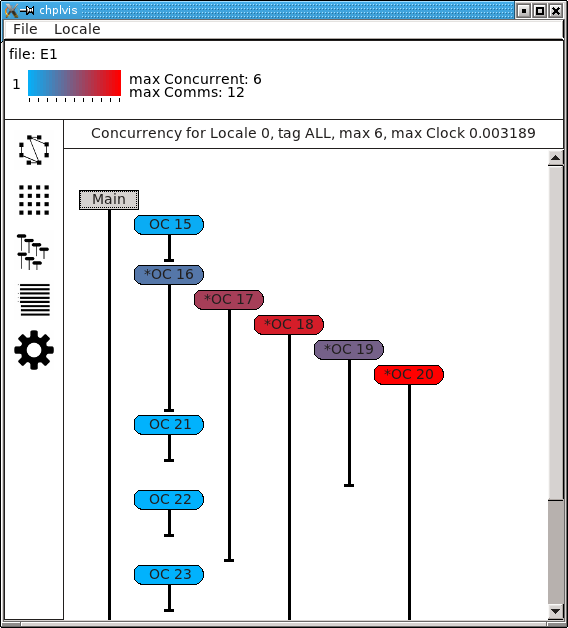 chplvis
File Locale
file: E1
1
max Concurrent: 6
max Comms: 12
Concurrency for Locale 0, tag ALL, max 6, max Clock 0.003189
Main
OC 15
*OC 16
*OC 17
*OC 18
*OC 19
*OC 20
OC 21
OC 22
OC 23